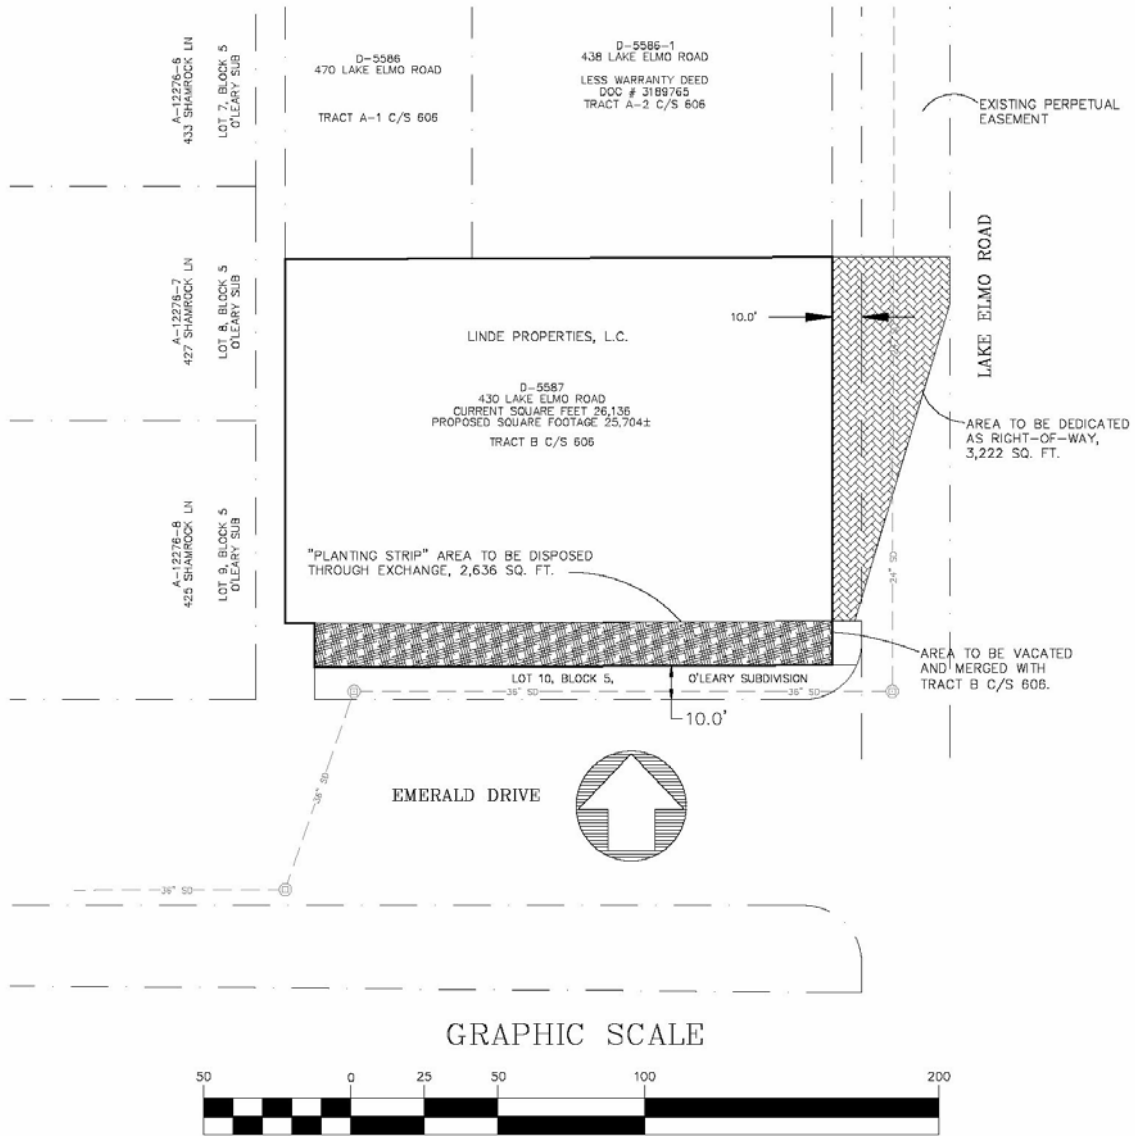 A-12276-6
433 SHAMROCK LN
LOT 7, BLOCK 5
O'LEARY SUB
D-5586
470 LAKE ELMO ROAD
TRACT A-1 C/S 606
D-5586-1
438 LAKE ELMO ROAD
LESS WARRANTY DEED
DOC # 3189765
TRACT A-2 C/S 606
EXISTING PERPETUAL
EASEMENT
LAKE ELMO ROAD
A-12276-7
427 SHAMROCK LN
LOT 8, BLOCK 5
O'LEARY SUB
10.0'
LINDE PROPERTIES, L.C.
D-5587
430 LAKE ELMO ROAD
CURRENT SQUARE FEET 26,136
PROPOSED SQUARE FOOTAGE 25,704±
TRACT B C/S 606
AREA TO BE DEDICATED
AS RIGHT-OF-WAY,
3,222 SQ. FT.
A-12276-8
425 SHAMROCK LN
LOT 9, BLOCK 5
O'LEARY SUB
"PLANTING STRIP" AREA TO BE DISPOSED
THROUGH EXCHANGE, 2,636 SQ. FT.
24" SD
AREA TO BE VACATED
AND MERGED WITH
TRACT B C/S 606.
LOT 10, BLOCK 5, O'LEARY SUBDIVISION
36" SD 36" SD
10.0'
36" SD
EMERALD DRIVE
36" SD
GRAPHIC SCALE
50 0 25 50 100 200